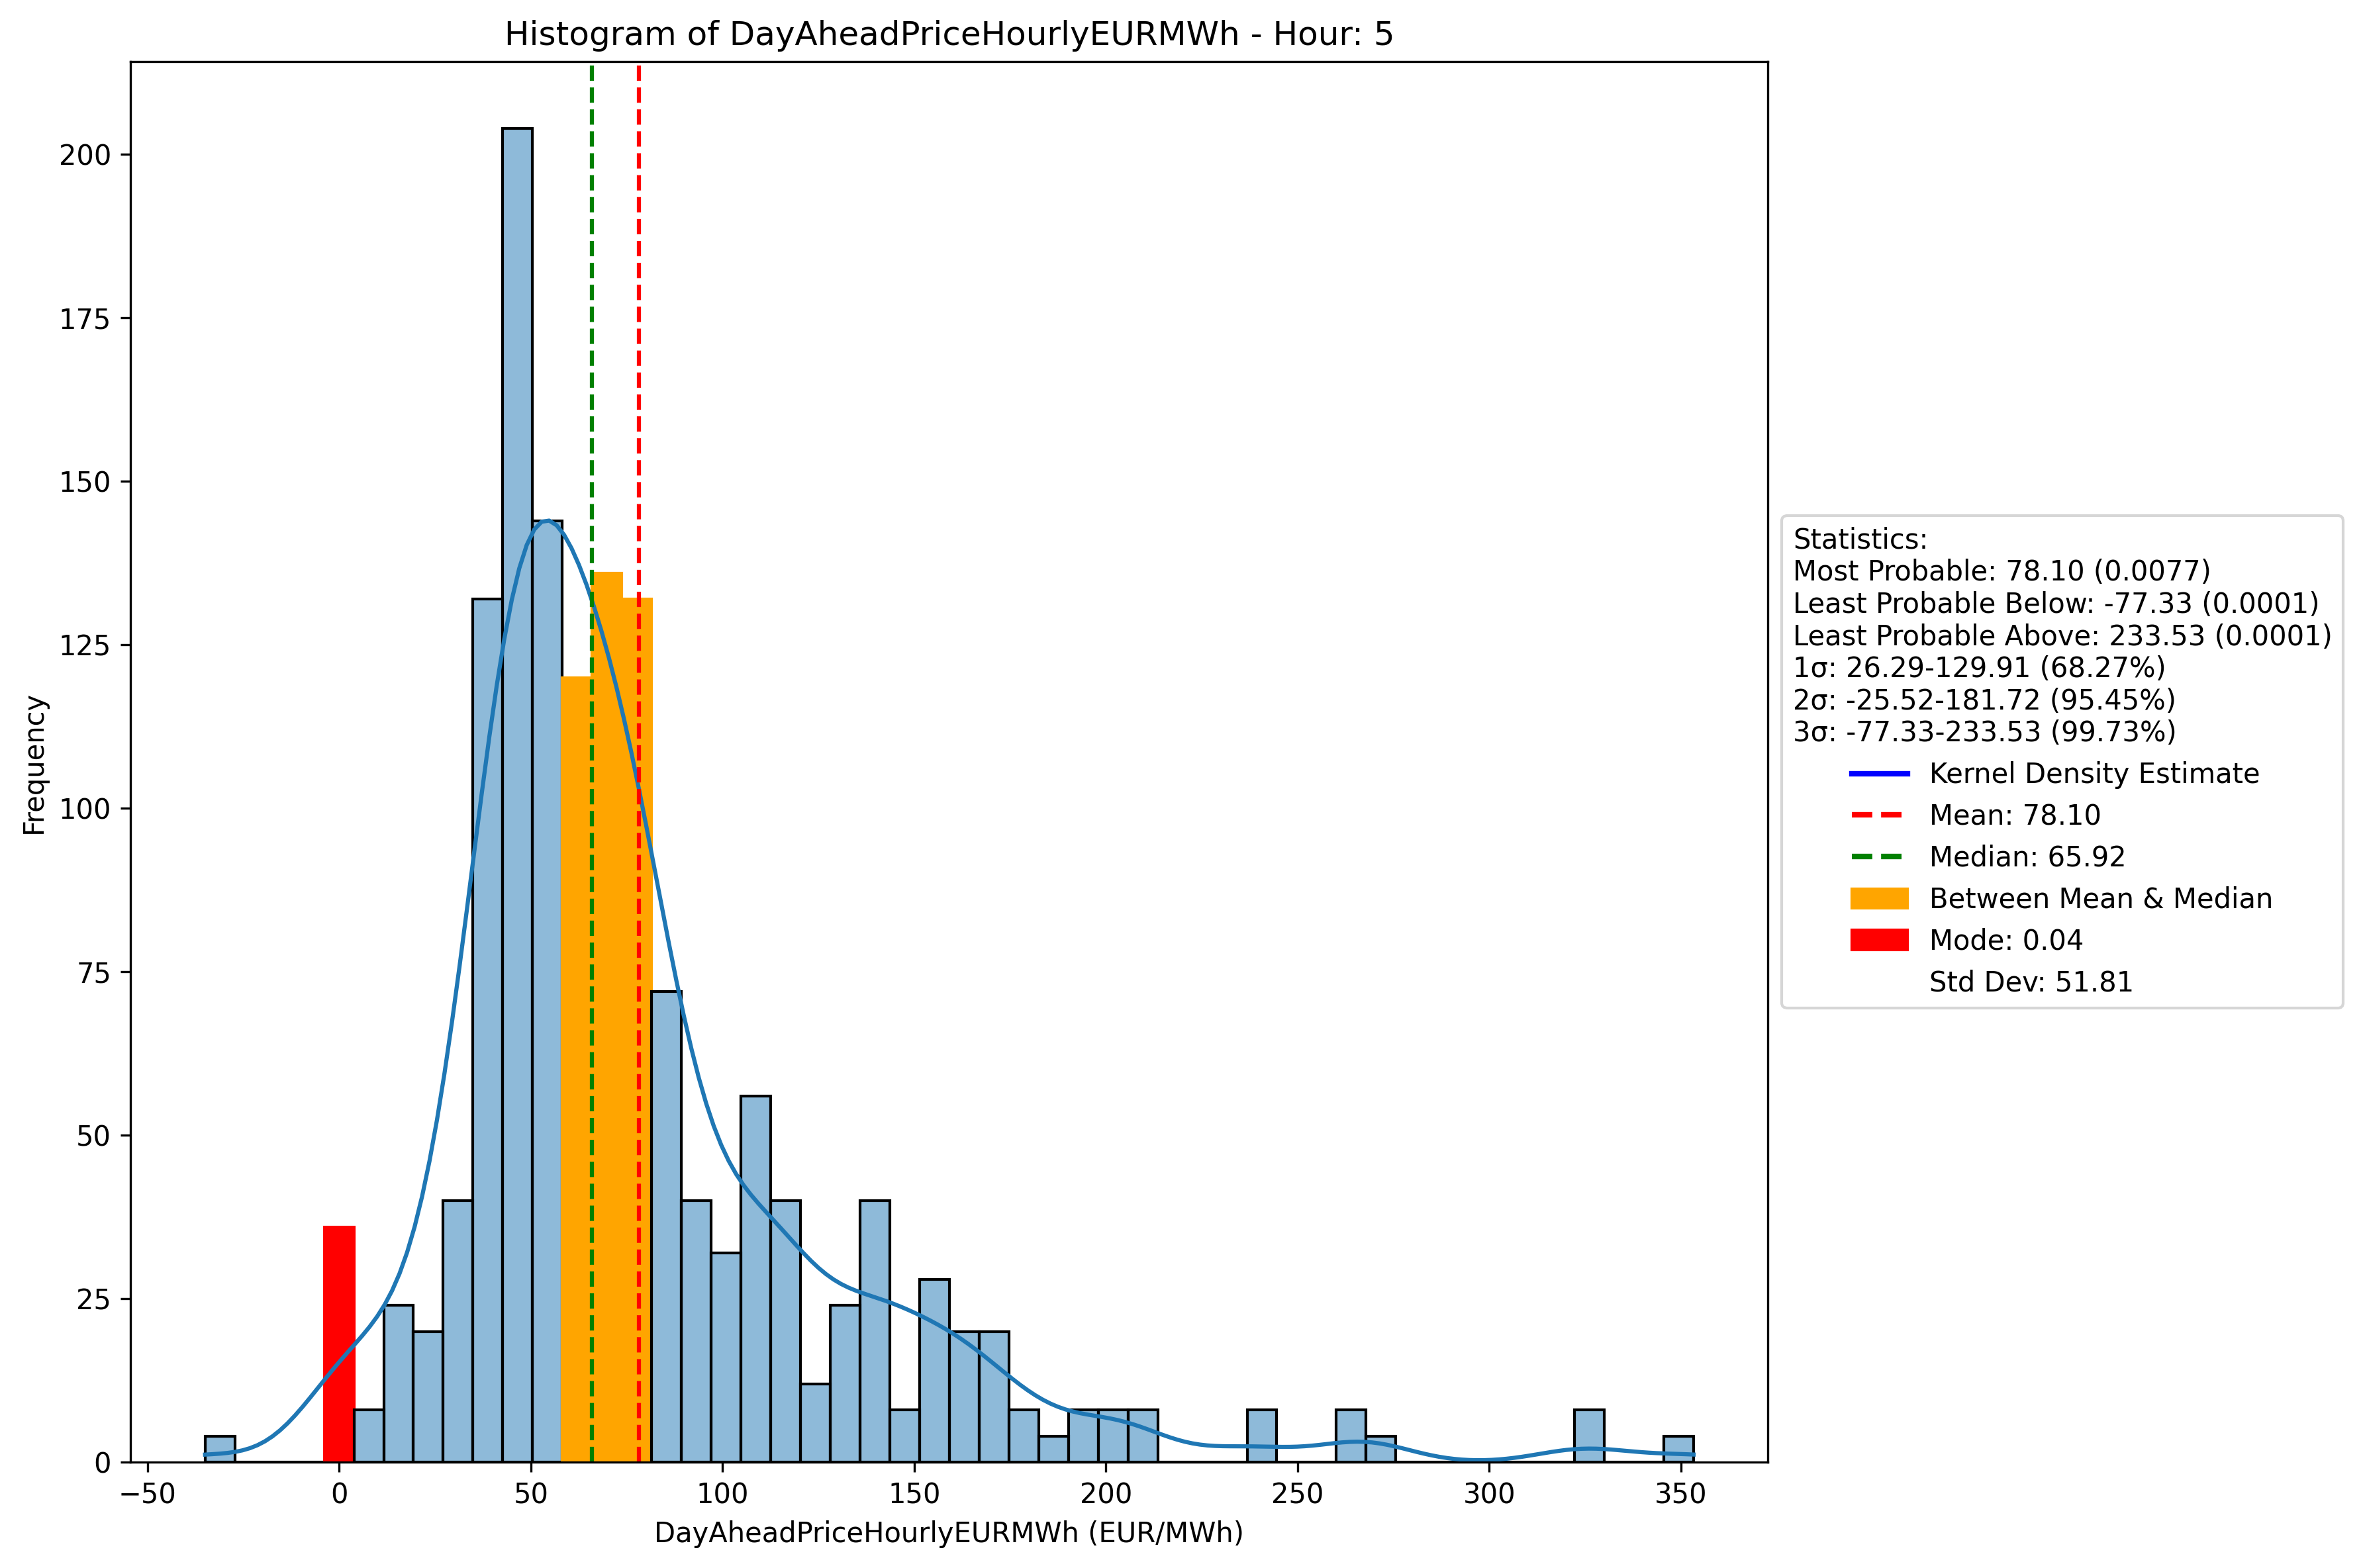 Histogram of DayAheadPriceHourlyEURMWh - Hour: 5
Frequency
200
175
150
125
100
75
50
25
0
−50
0
50
100
150
200
250
300
350
DayAheadPriceHourlyEURMWh (EUR/MWh)
Statistics:
Most Probable: 78.10 (0.0077)
Least Probable Below: -77.33 (0.0001)
Least Probable Above: 233.53 (0.0001)
1σ: 26.29-129.91 (68.27%)
2σ: -25.52-181.72 (95.45%)
3σ: -77.33-233.53 (99.73%)
Kernel Density Estimate
Mean: 78.10
Median: 65.92
Between Mean & Median
Mode: 0.04
Std Dev: 51.81